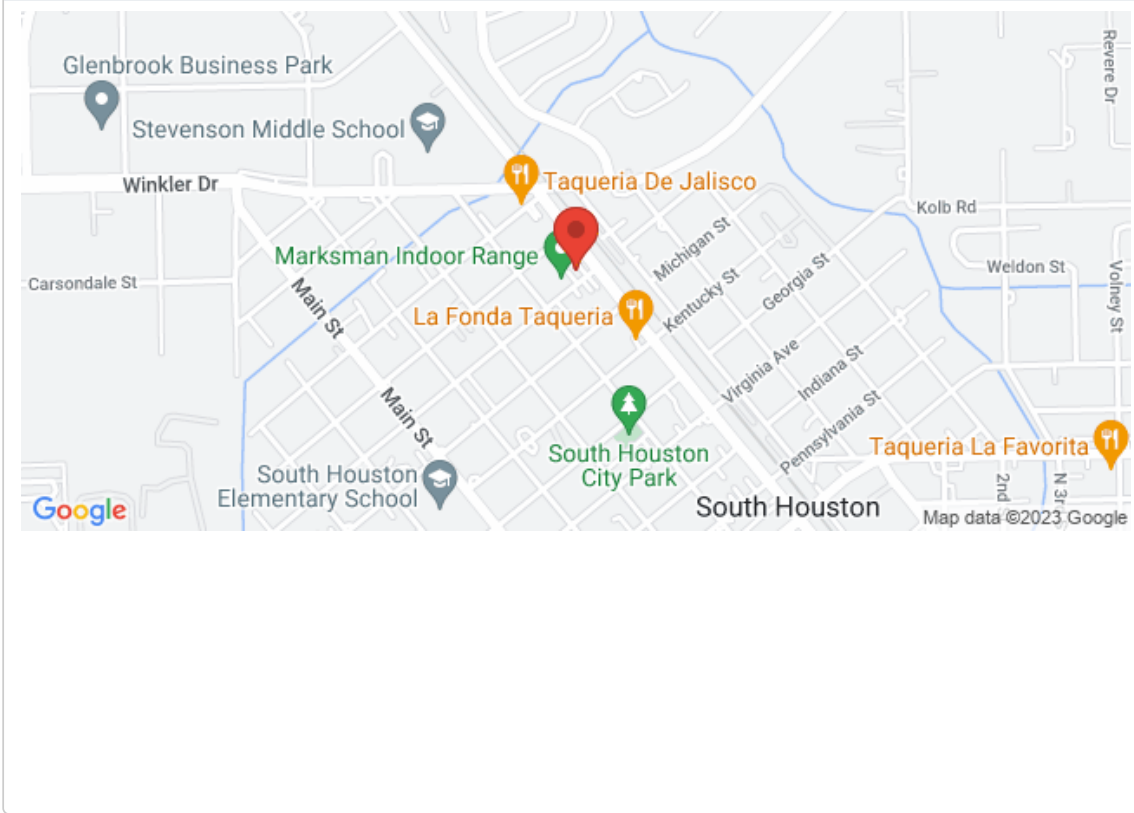 Glenbrook Business Park
Revere Dr
Stevenson Middle School
Winkler Dr
Taqueria De Jalisco
Kolb Rd
Michigan St
Marksman Indoor Range
Carsondale St
Georgia St
Weldon St
Volney St
Main St
Kentucky St
La Fonda Taqueria
Virginia Ave
Indiana St
Main St
Pennsylvania St
Taqueria La Favorita
South Houston
City Park
South Houston
Elementary School
2nd
N 3r
South Houston
Google
Map data ©2023 Google